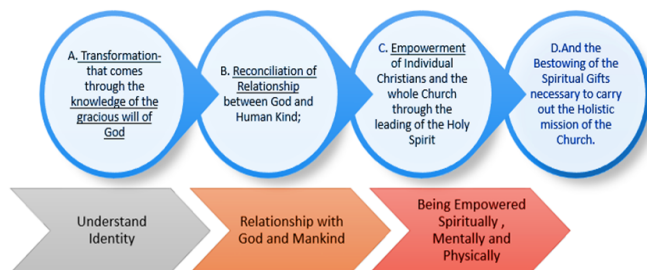 A. Transformation-
that comes
through the
knowledge of the
gracious will of
God
B. Reconciliation of
Relationship
between God and
Human Kind;
C. Empowerment
of Individual
Christians and the
whole Church
through the
leading of the Holy
Spirit
D.And the
Bestowing of the
Spiritual Gifts
necessary to carry
out the Holistic
mission of the
Church.
Understand
Identity
Relationship with
God and Mankind
Being Empowered
Spiritually ,
Mentally and
Physically